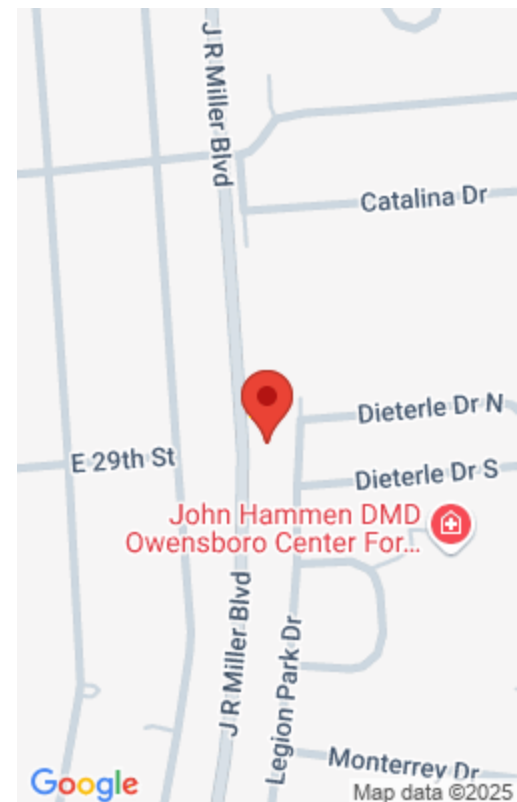 J R Miller Blvd
Catalina Dr
Dieterle Dr N
E 29th St
Dieterle Dr S
John Hammen DMD
Owensboro Center For...
J R Miller Blvd
Legion Park Dr
Monterrey Dr
Google
Map data ©2025